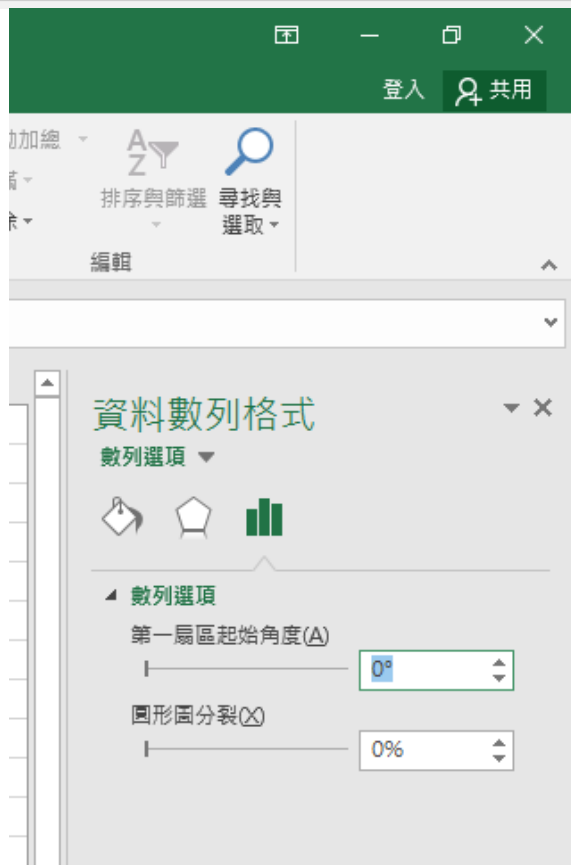 登入 共用
加總
排序與篩選
尋找與
選取
編輯
資料數列格式
數列選項
數列選項
第一扇區起始角度(A)
0°
圓形圖分裂(X)
0%